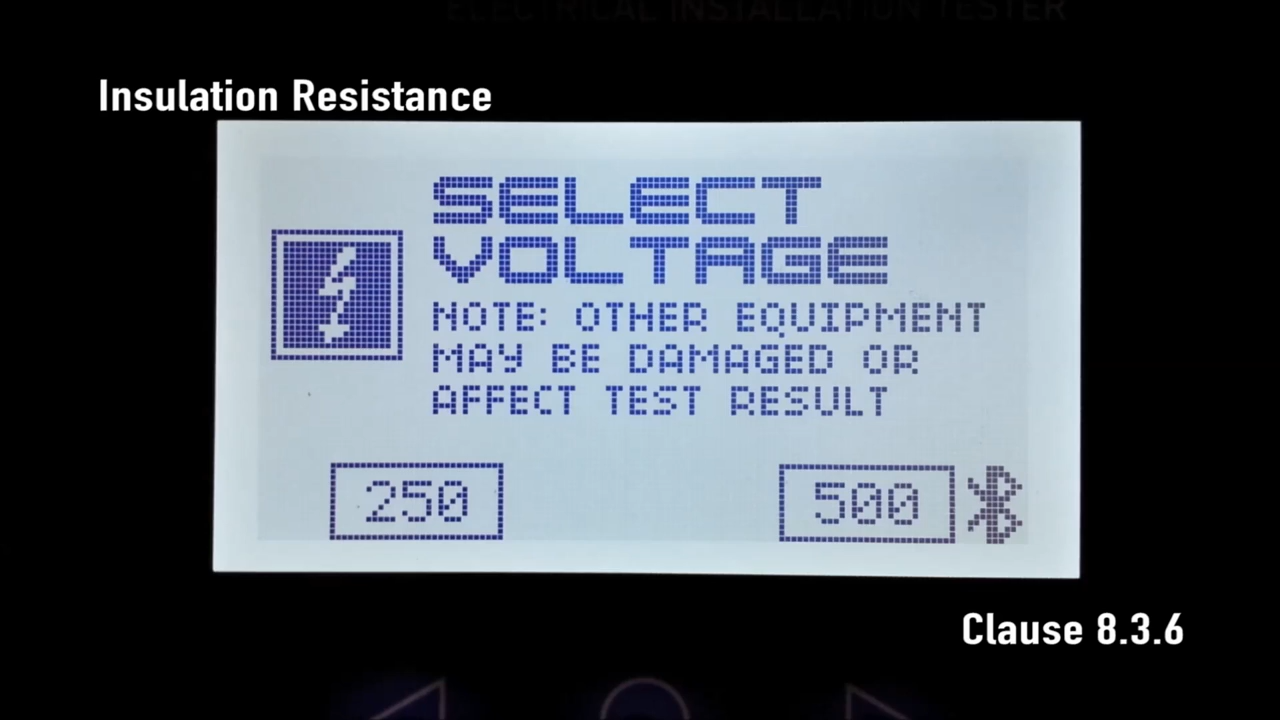 ELECTRICAL INSTALLATION TESTER
Insulation Resistance
SELECT
VOLTAGE
NOTE: OTHER EQUIPMENT
MAY BE DAMAGED OR
AFFECT TEST RESULT
250
500
Clause 8.3.6